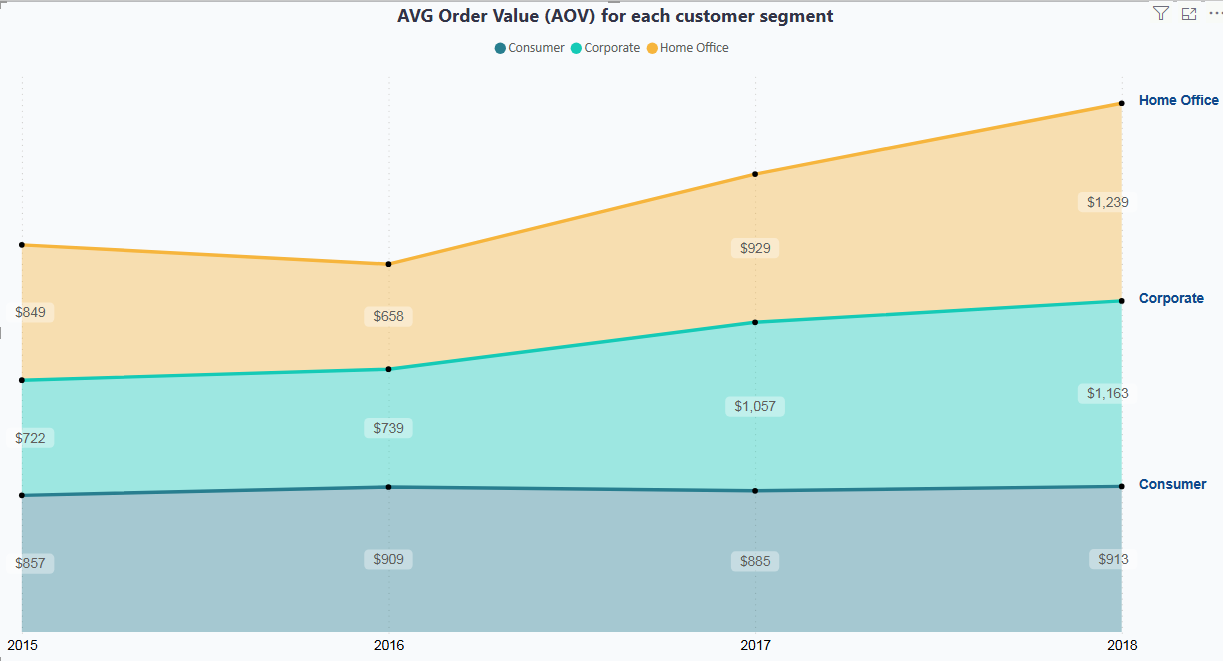 AVG Order Value (AOV) for each customer segment
Consumer Corporate Home Office
Home Office
$1,239
$929
Corporate
$849
$658
$1,163
$1,057
$722
$739
Consumer
$857
$909
$885
$913
2015 2016 2017 2018